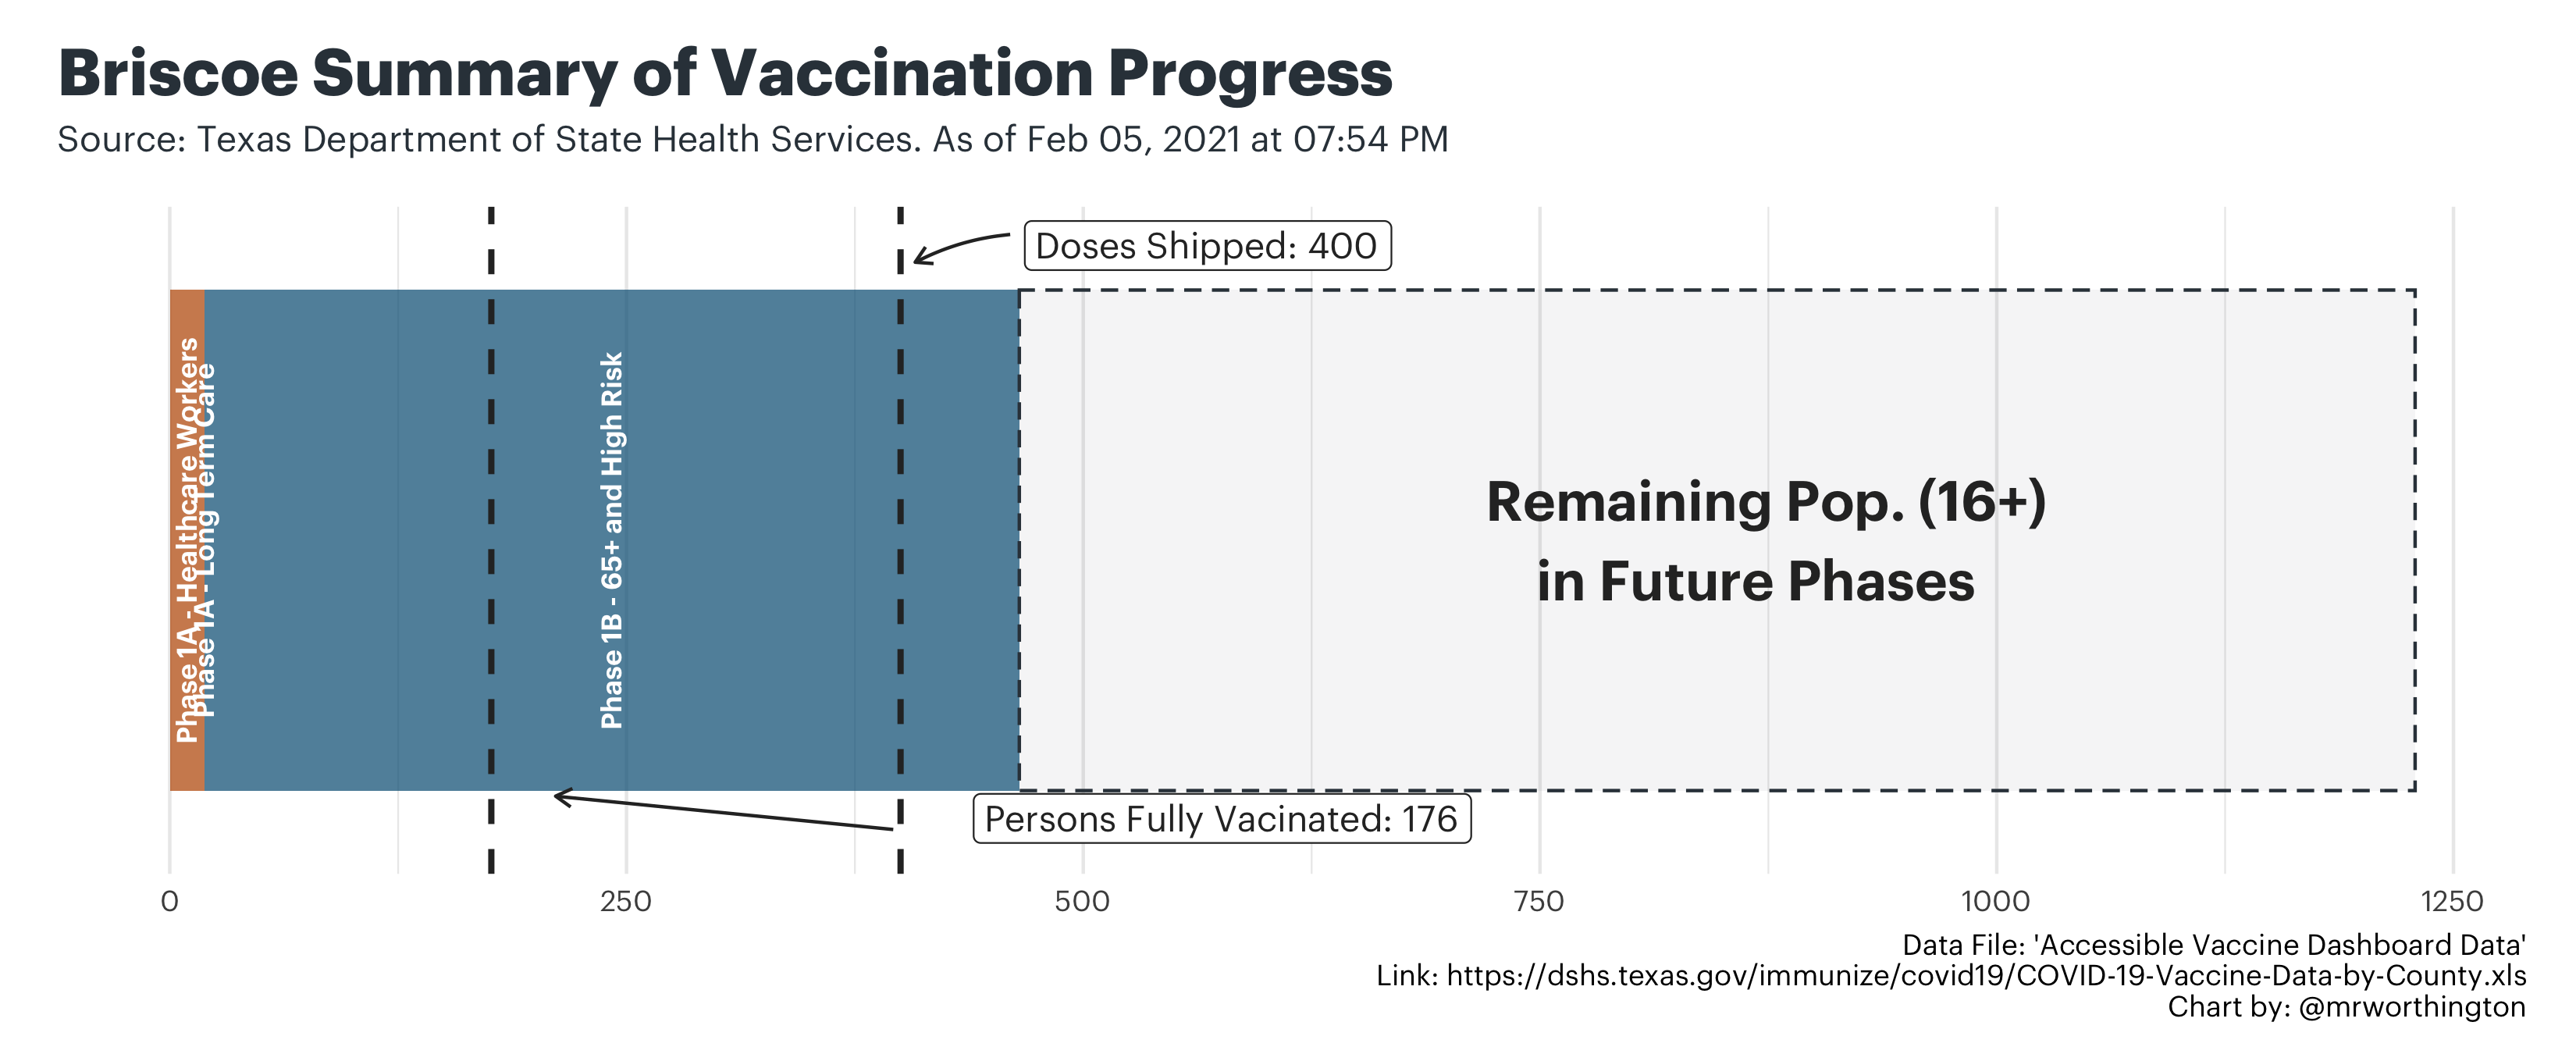 Briscoe Summary of Vaccination Progress
Source: Texas Department of State Health Services. As of Feb 05, 2021 at 07:54 PM
Doses Shipped: 400
Phase 1A - Healthcare Workers
Phase 1A - Long Term Care
Phase 1B - 65+ and High Risk
Remaining Pop. (16+)
in Future Phases
Persons Fully Vacinated: 176
0 250 500 750 1000 1250
Data File: 'Accessible Vaccine Dashboard Data'
Link: https://dshs.texas.gov/immunize/covid19/COVID-19-Vaccine-Data-by-County.xls
Chart by: @mrworthington